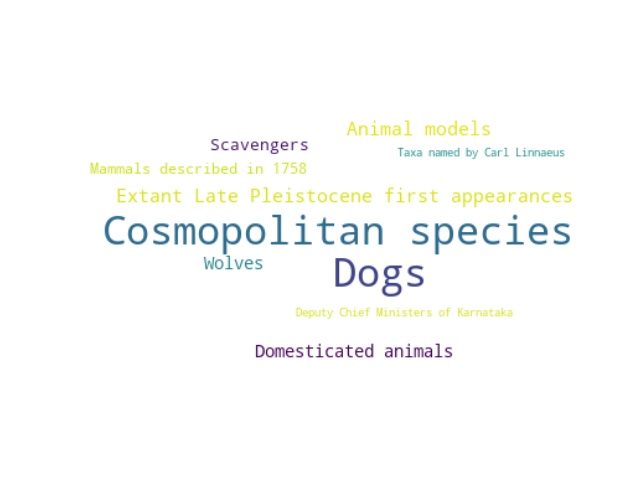 Animal models
Scavengers
Taxa named by Carl Linnaeus
Mammals described in 1758
Extant Late Pleistocene first appearances
Cosmopolitan species
Wolves
Dogs
Deputy Chief Ministers of Karnataka
Domesticated animals